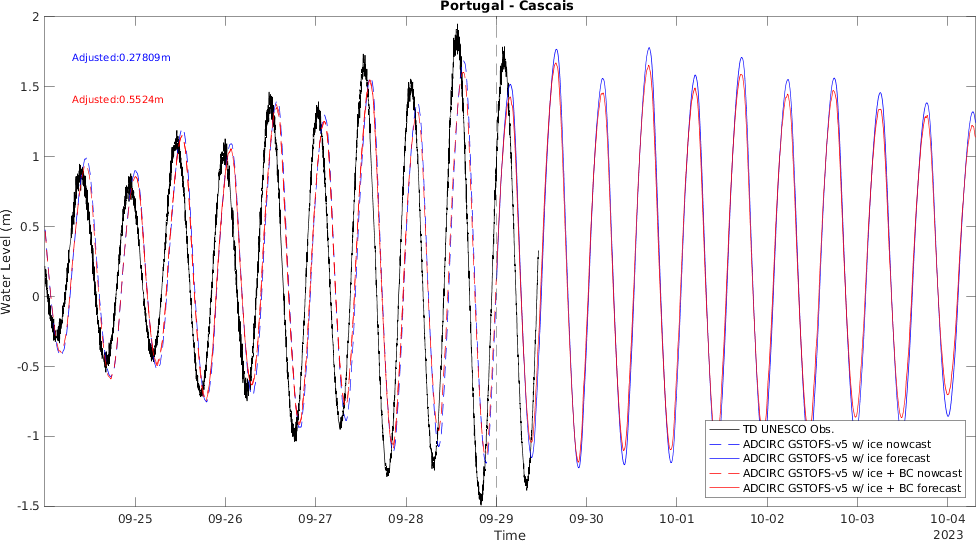 Portugal - Cascais
Adjusted:0.27809m
Adjusted:0.5524m
Water Level (m)
2
1.5
1
0.5
0
-0.5
-1
-1.5
TD UNESCO Obs.
ADCIRC GSTOFS-v5 w/ ice nowcast
ADCIRC GSTOFS-v5 w/ ice forecast
ADCIRC GSTOFS-v5 w/ ice + BC nowcast
ADCIRC GSTOFS-v5 w/ ice + BC forecast
09-25 09-26 09-27 09-28 09-29 09-30 10-01 10-02 10-03 10-04
Time
2023